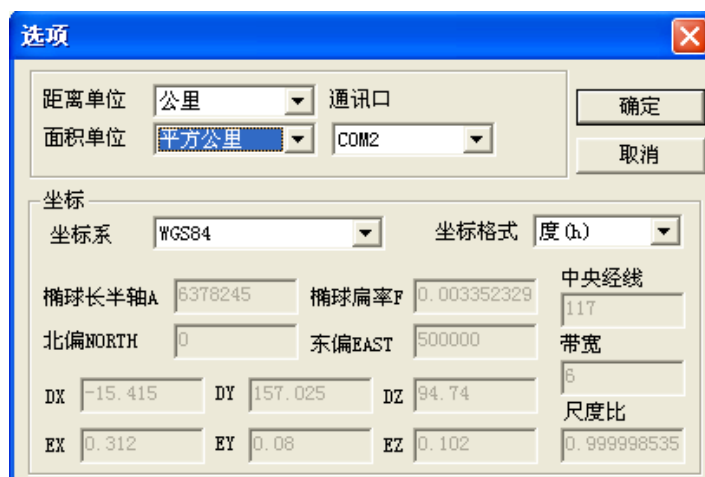 选项
距离单位 公里 通讯口
确定
面积单位 平方公里 COM2
取消
坐标
坐标系 WGS84 坐标格式 度(h)
中央经线
椭球长半轴A 6378245 椭球扁率F 0.003352329
117
北偏NORTH 0 东偏EAST 500000
带宽
6
DX -15.415 DY 157.025 DZ 94.74
尺度比
EX 0.312 EY 0.08 EZ 0.102 0.999998535